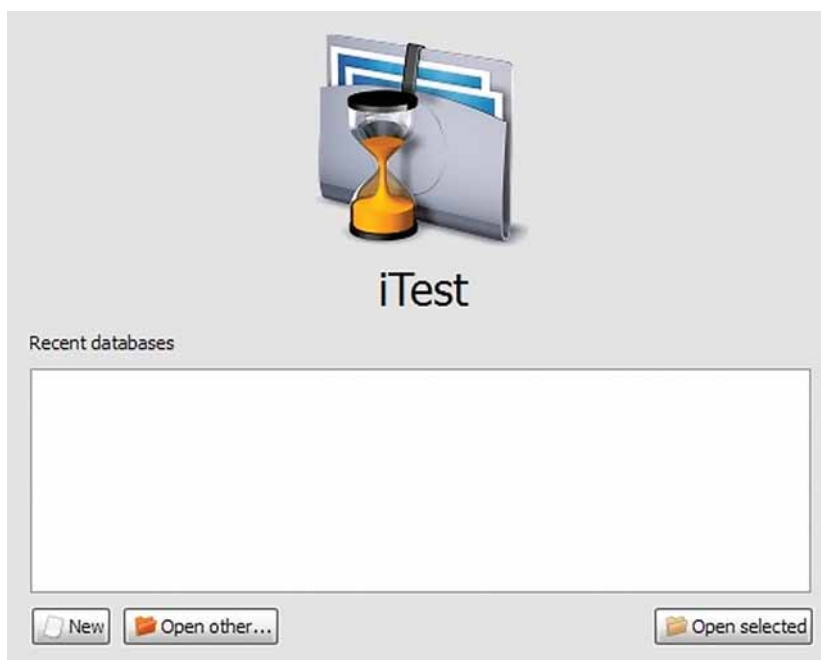 iTest
Recent databases
New
Open other...
Open selected